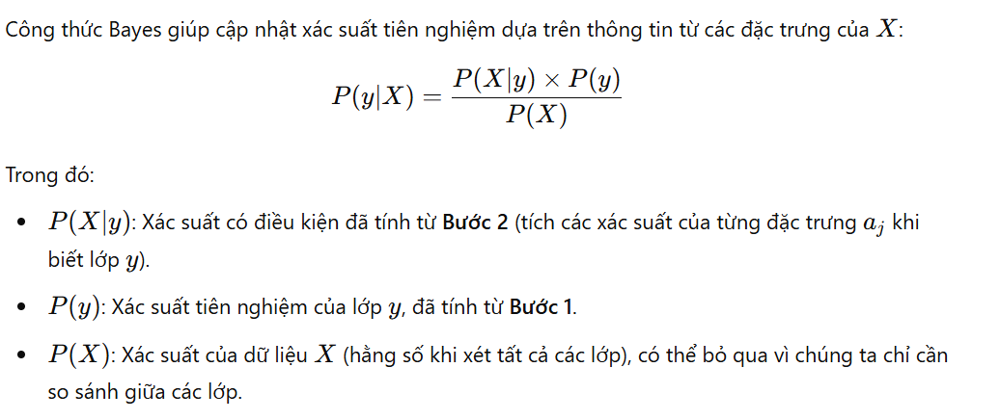 Công thức Bayes giúp cập nhật xác suất tiên nghiệm dựa trên thông tin từ các đặc trưng của X:
P(y|X) = P(X|y) × P(y) / P(X)
Trong đó:
• P(X|y): Xác suất có điều kiện đã tính từ Bước 2 (tích các xác suất của từng đặc trưng a_j khi
biết lớp y).
• P(y): Xác suất tiên nghiệm của lớp y, đã tính từ Bước 1.
• P(X): Xác suất của dữ liệu X (hằng số khi xét tất cả các lớp), có thể bỏ qua vì chúng ta chỉ cần
so sánh giữa các lớp.